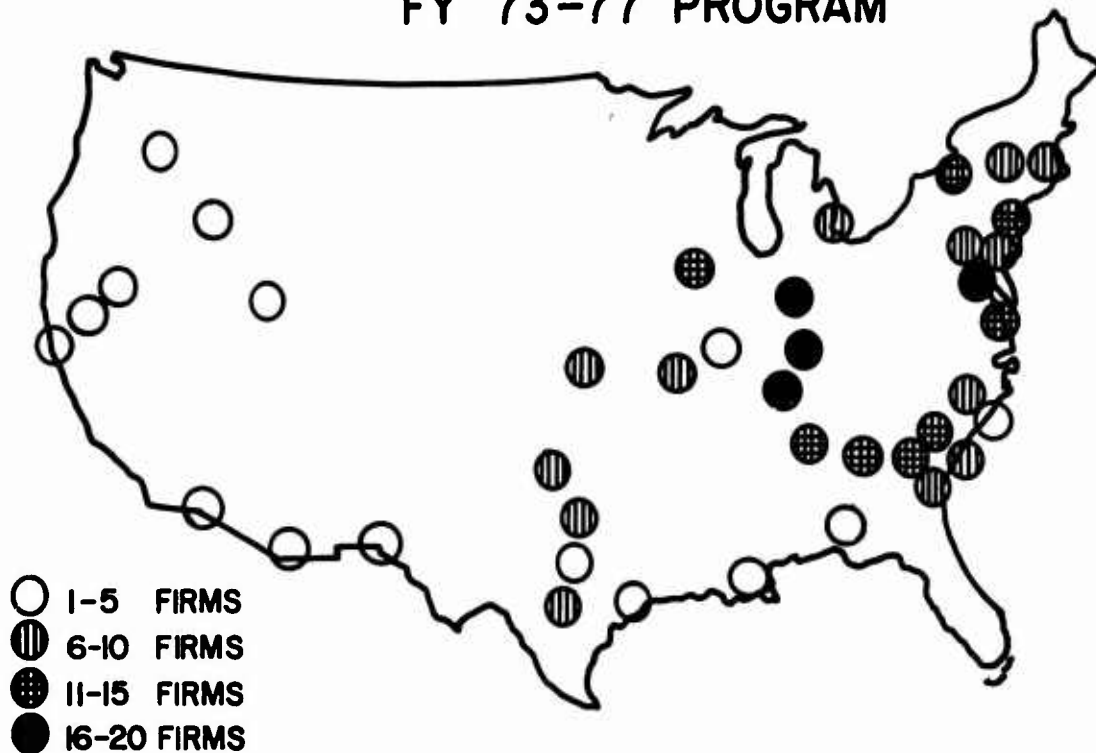 FY 73-77 PROGRAM
1-5 FIRMS
6-10 FIRMS
11-15 FIRMS
16-20 FIRMS